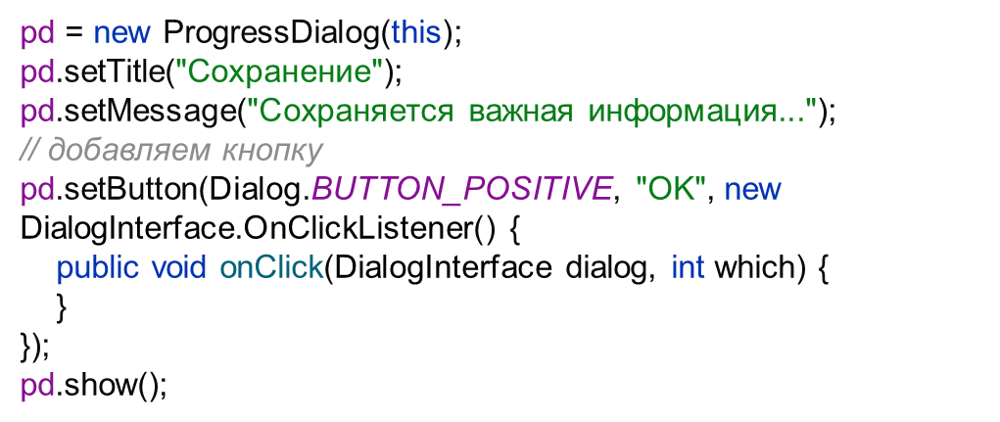 pd = new ProgressDialog(this);
pd.setTitle("Сохранение");
pd.setMessage("Сохраняется важная информация...");
// добавляем кнопку
pd.setButton(Dialog.BUTTON_POSITIVE, "OK", new
DialogInterface.OnClickListener() {
    public void onClick(DialogInterface dialog, int which) {
    }
});
pd.show();